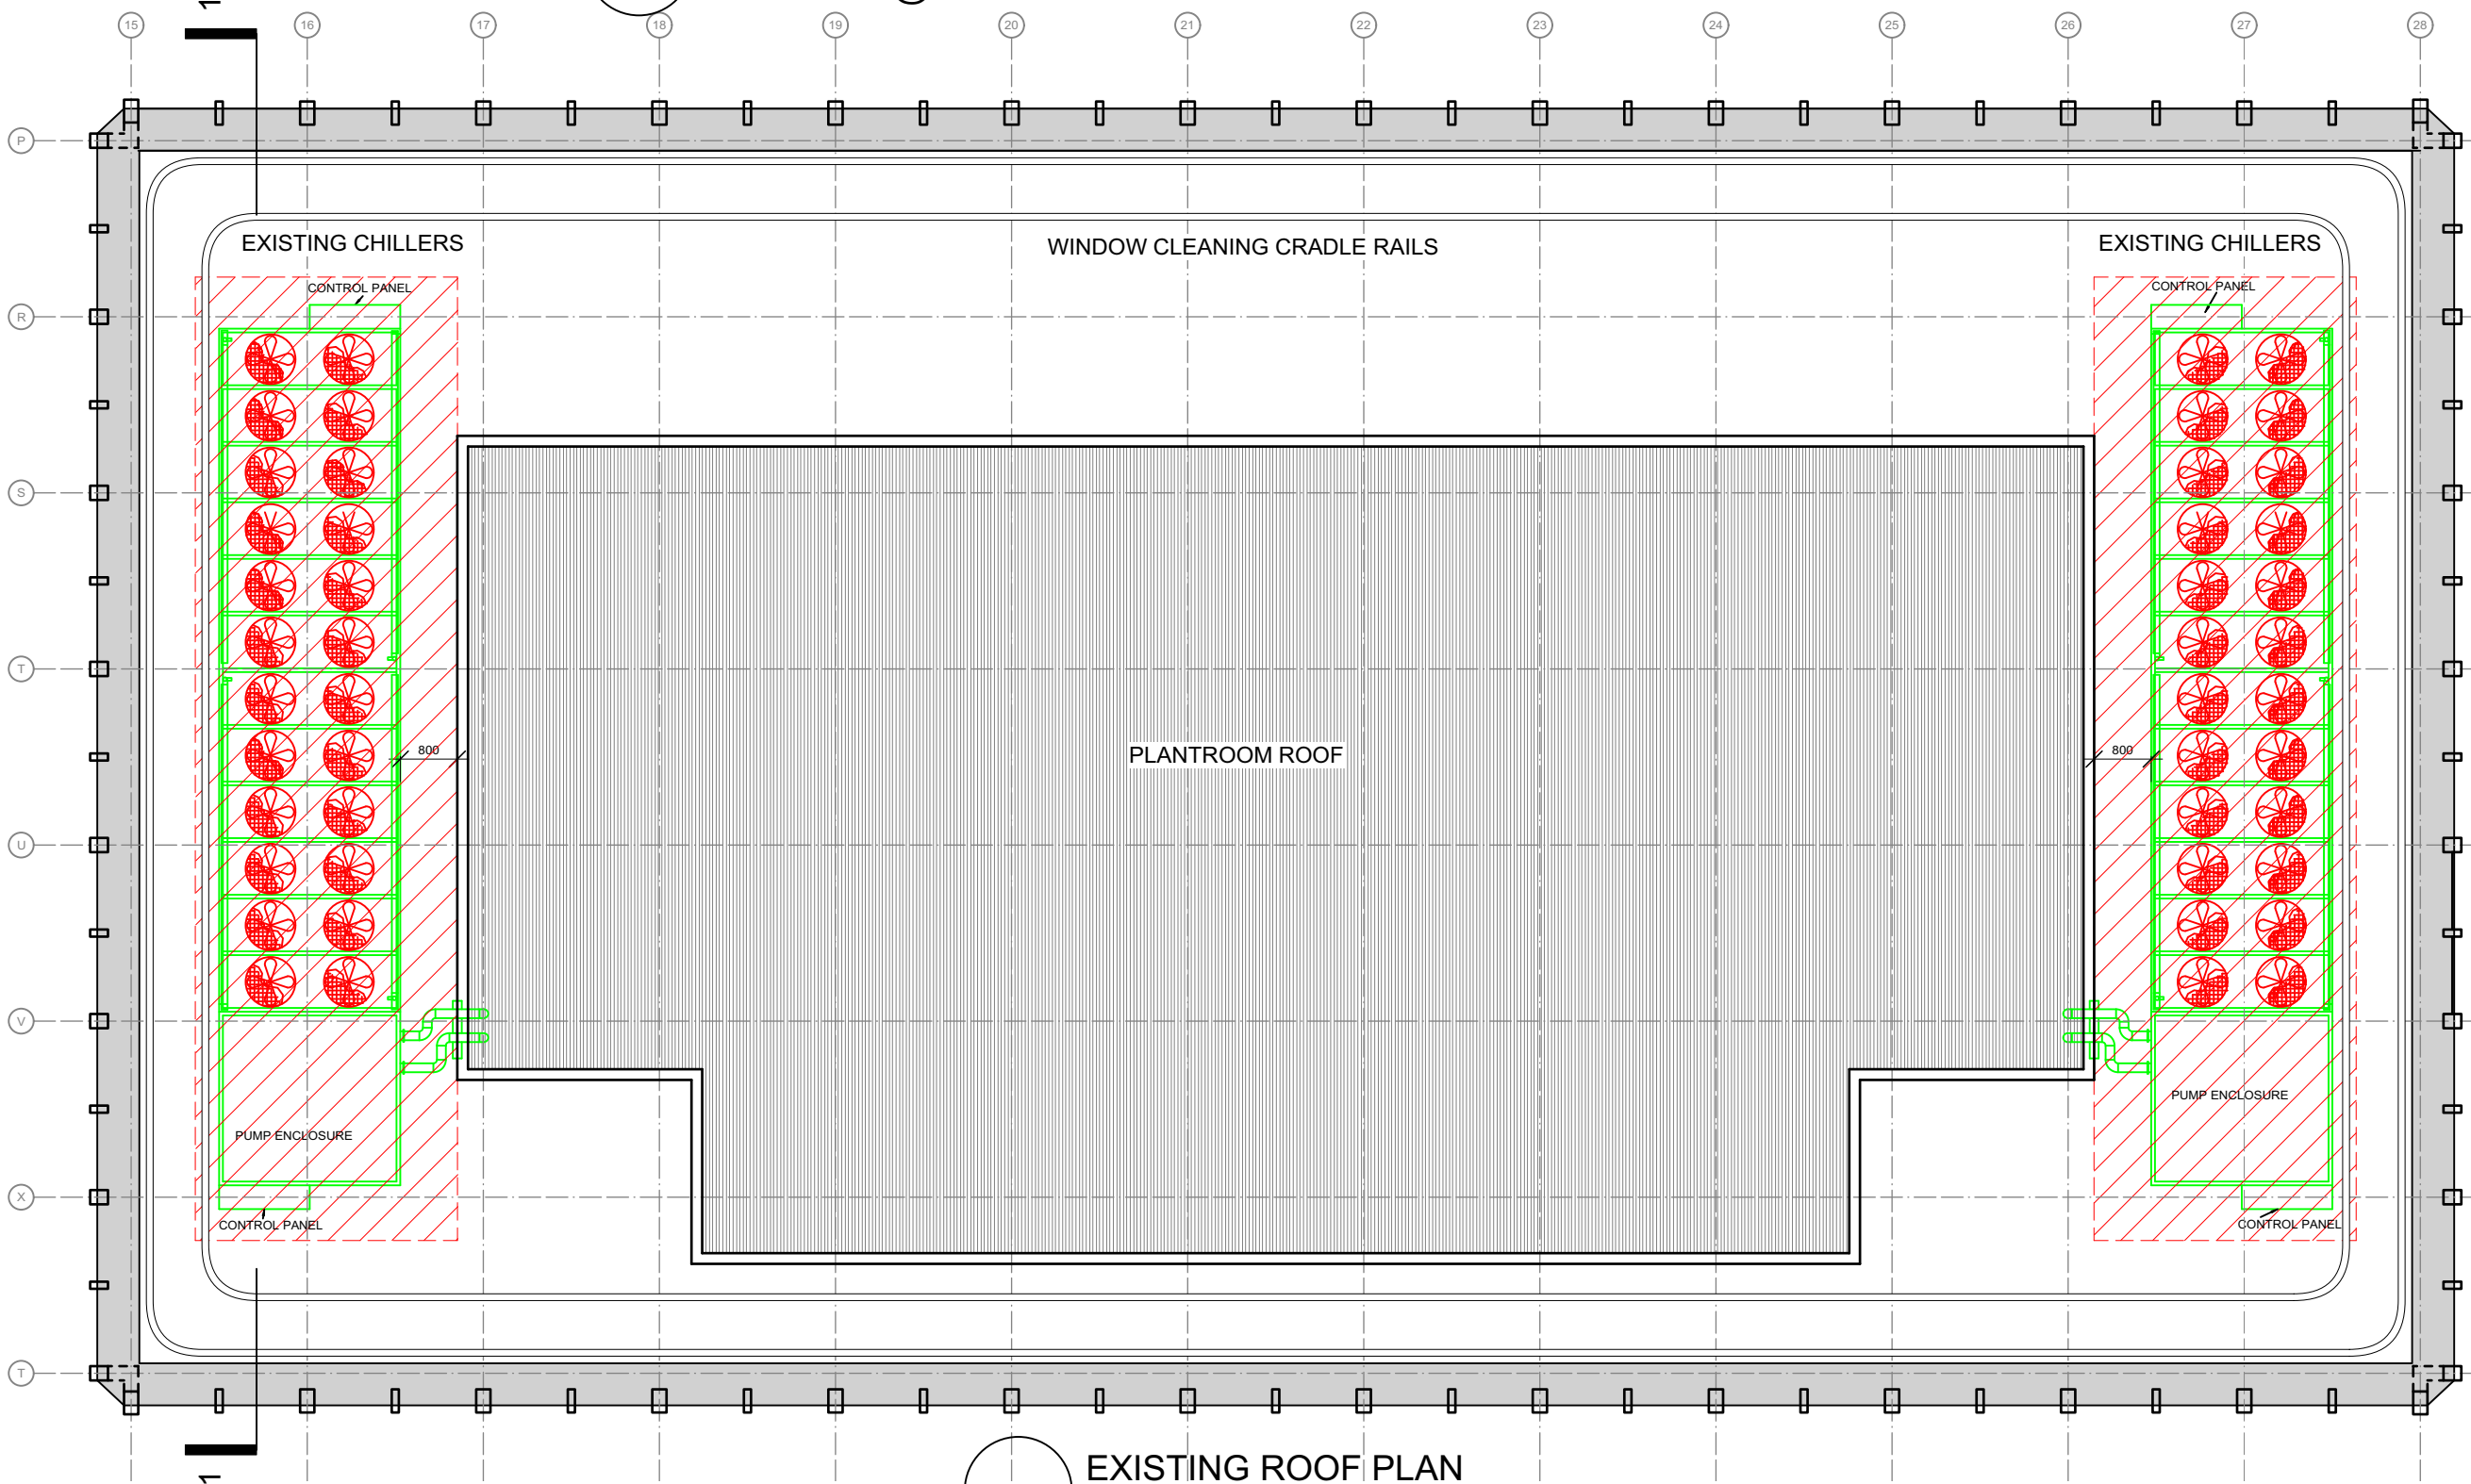 1
15 16 17 18 19 20 21 22 23 24 25 26 27 28
P
EXISTING CHILLERS
WINDOW CLEANING CRADLE RAILS
EXISTING CHILLERS
CONTROL PANEL
CONTROL PANEL
R
S
T
800
PLANTROOM ROOF
800
U
V
PUMP ENCLOSURE
PUMP ENCLOSURE
X
CONTROL PANEL
CONTROL PANEL
T
EXISTING ROOF PLAN
1